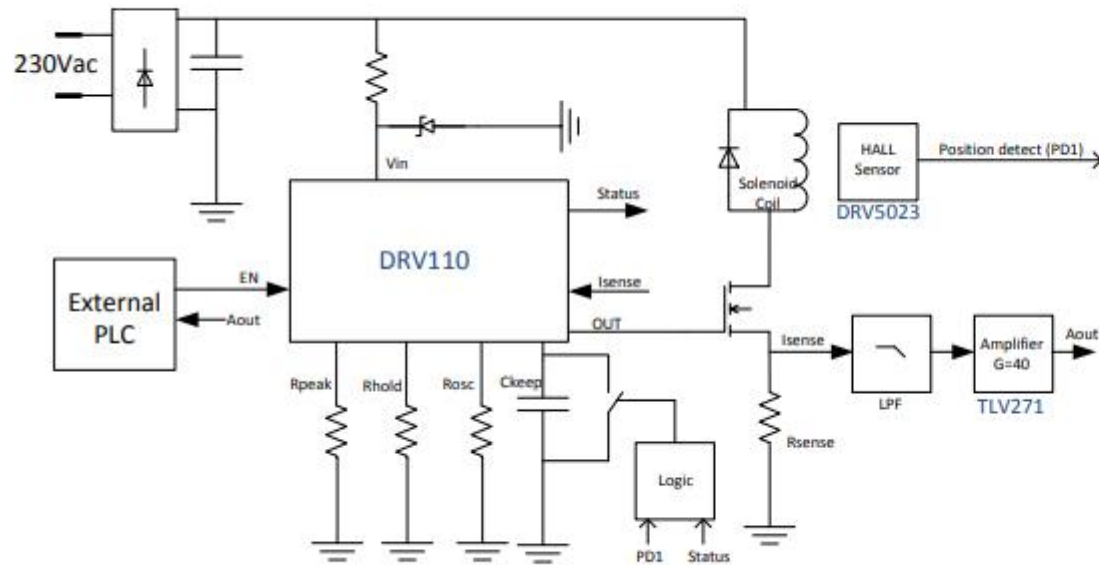 230Vac
Vin
Status
DRV110
EN
External
PLC
Aout
Isense
OUT
Solenoid
Coil
HALL
Sensor
DRV5023
Position detect (PD1)
Isense
LPF
Amplifier
G=40
TLV271
Aout
Rpeak
Rhold
Rosc
Ckeep
Rsense
Logic
PD1
Status